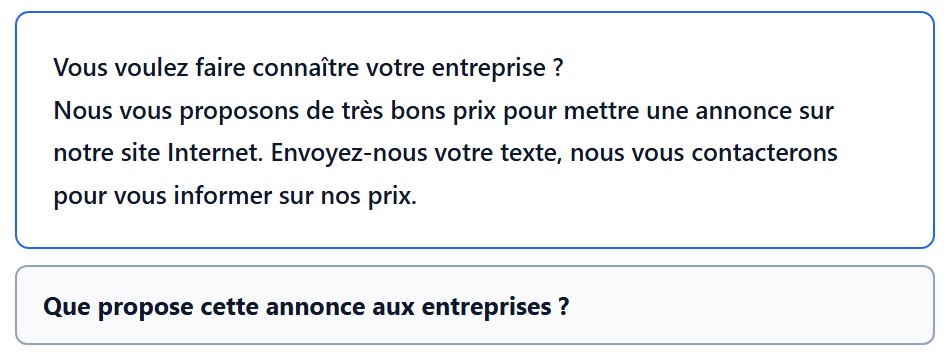 Vous voulez faire connaître votre entreprise ?
Nous vous proposons de très bons prix pour mettre une annonce sur
notre site Internet. Envoyez-nous votre texte, nous vous contacterons
pour vous informer sur nos prix.
Que propose cette annonce aux entreprises ?